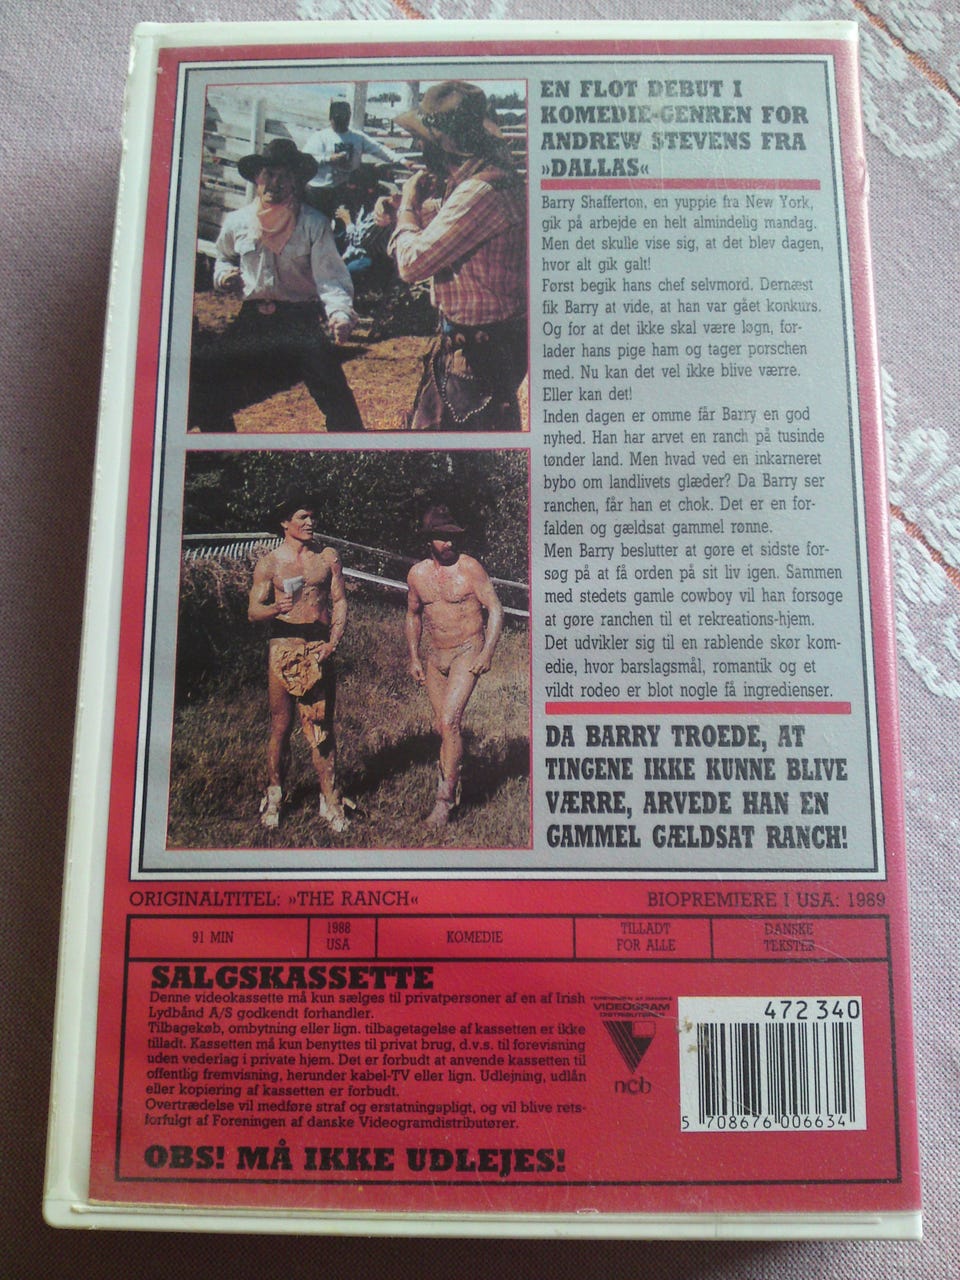 EN FLOT DEBUT I
KOMEDIE-GENREN FOR
ANDREW STEVENS FRA
»DALLAS«
Barry Shafferton, en yuppie fra New York,
gik på arbejde en helt almindelig mandag.
Men det skulle vise sig, at det blev dagen,
hvor alt gik galt!
Først begik hans chef selvmord. Dernæst
fik Barry at vide, at han var gået konkurs.
Og for at det ikke skal være løgn, for-
lader hans pige ham og tager porschen
med. Nu kan det vel ikke blive værre.
Eller kan det!
Inden dagen er omme får Barry en god
nyhed. Han har arvet en ranch på tusinde
tønder land. Men hvad ved en inkarneret
bybo om landlivets glæder? Da Barry ser
ranchen, får han et chok. Det er en for-
falden og gældsat gammel rønne.
Men Barry beslutter at gøre et sidste for-
søg på at få orden på sit liv igen. Sammen
med stedets gamle cowboy vil han forsøge
at gøre ranchen til et rekreations-hjem.
Det udvikler sig til en rablende skør kom-
edie, hvor barslagsmål, romantik og et
vildt rodeo er blot nogle få ingredienser.
DA BARRY TROEDE, AT
TINGENE IKKE KUNNE BLIVE
VÆRRE, ARVEDE HAN EN
GAMMEL GÆLDSAT RANCH!
ORIGINALTITEL: »THE RANCH«
BIOPREMIERE I USA: 1989
91 MIN
1988
USA
KOMEDIE
TILLADT
FOR ALLE
DANSKE
TEKSTER
SALGSKASSETTE
Denne videokassette må kun sælges til privatpersoner af en af Irish
Lydbånd A/S godkendt forhandler.
Tilbagekøb, ombytning eller lign. tilbagetagelse af kassetten er ikke
tilladt. Kassetten må kun benyttes til privat brug, d.v.s. til forevisning
uden vederlag i private hjem. Det er forbudt at anvende kassetten til
offentlig fremvisning, herunder kabel-TV eller lign. Udlejning, udlån
eller kopiering af kassetten er forbudt.
Overtrædelse vil medføre straf og erstatningspligt, og vil blive rets-
forfulgt af Foreningen af danske Videogramdistributører.
OBS! MÅ IKKE UDLEJES!
FORENINGEN AF DANSKE
VIDEOGRAM
DISTRIBUTØRER
ncb
472 340
5 708676 006634